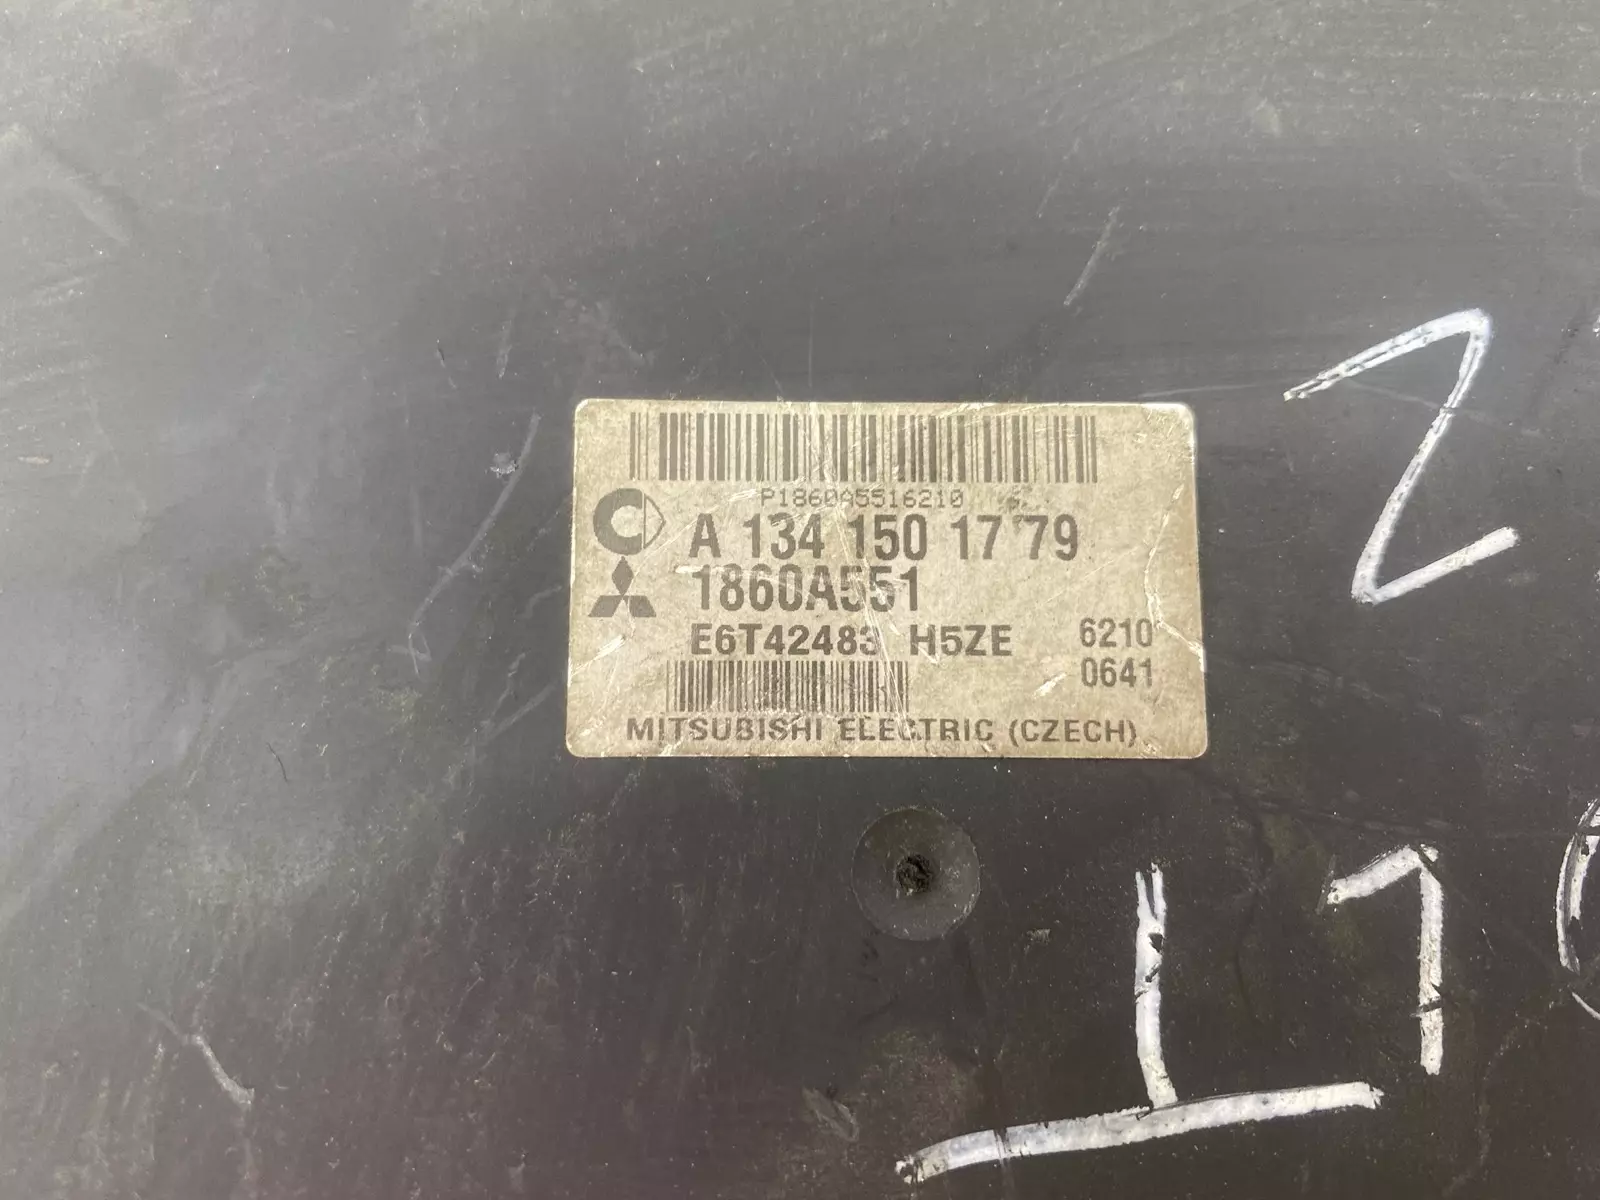 P1860A5516210
A 134 150 17 79
1860A551
E6T42483 H5ZE
6210
0641
MITSUBISHI ELECTRIC (CZECH)